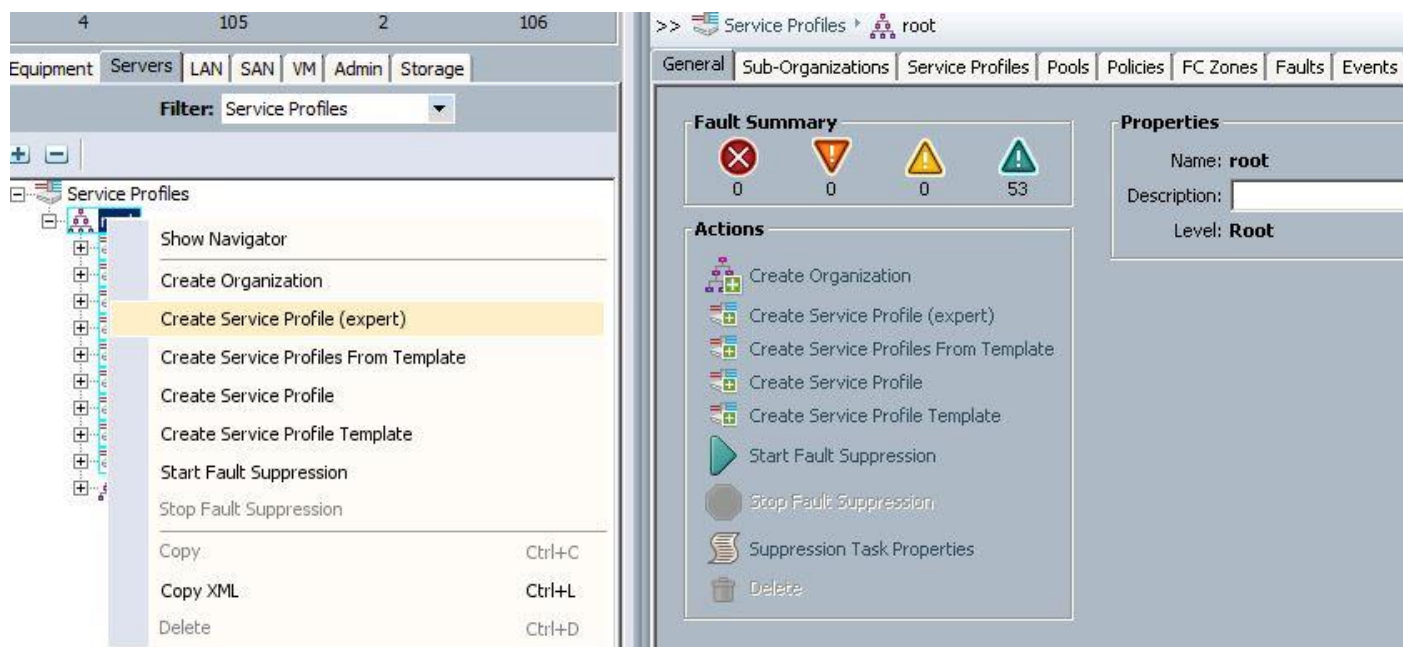 4 105 2 106
Equipment Servers LAN SAN VM Admin Storage
Filter: Service Profiles
Service Profiles
Show Navigator
Create Organization
Create Service Profile (expert)
Create Service Profiles From Template
Create Service Profile
Create Service Profile Template
Start Fault Suppression
Stop Fault Suppression
Copy Ctrl+C
Copy XML Ctrl+L
Delete Ctrl+D
>> Service Profiles root
General Sub-Organizations Service Profiles Pools Policies FC Zones Faults Events
Fault Summary
0 0 0 53
Actions
Create Organization
Create Service Profile (expert)
Create Service Profiles From Template
Create Service Profile
Create Service Profile Template
Start Fault Suppression
Stop Fault Suppression
Suppression Task Properties
Delete
Properties
Name: root
Description:
Level: Root